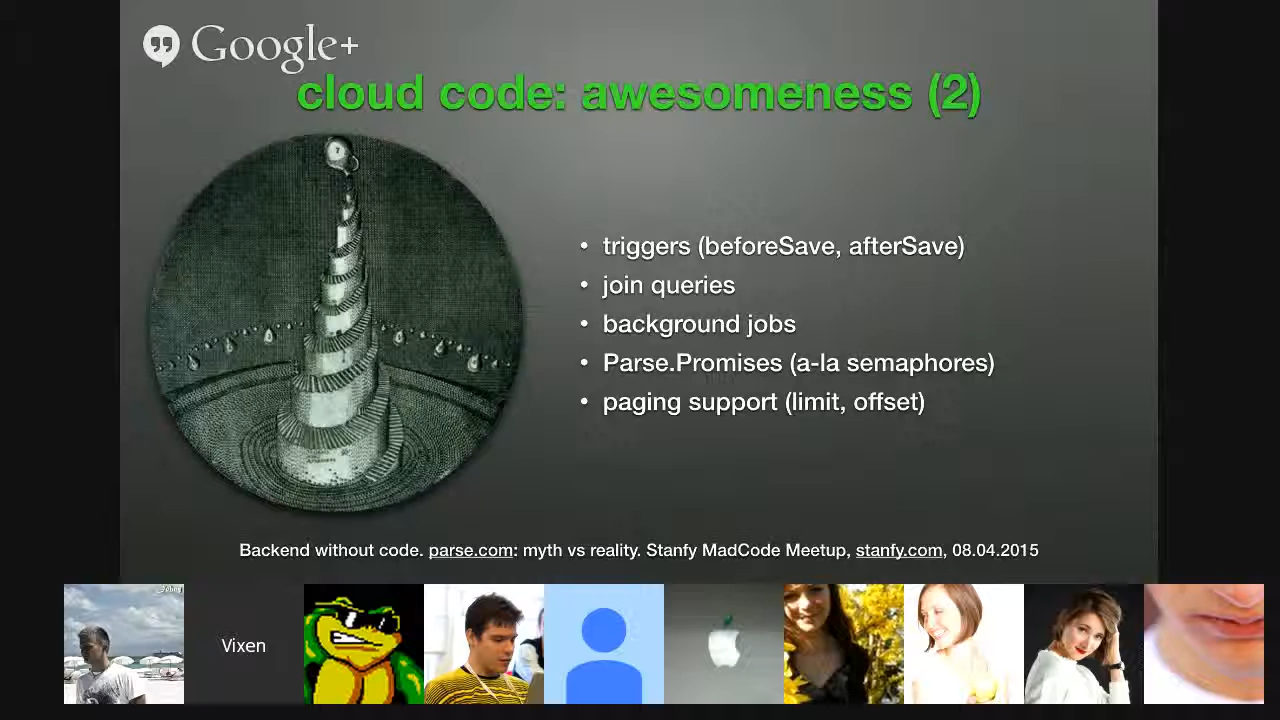 Google+
cloud code: awesomeness (2)
• triggers (beforeSave, afterSave)
• join queries
• background jobs
• Parse.Promises (a-la semaphores)
• paging support (limit, offset)
Backend without code. parse.com: myth vs reality. Stanfy MadCode Meetup, stanfy.com, 08.04.2015
Vixen